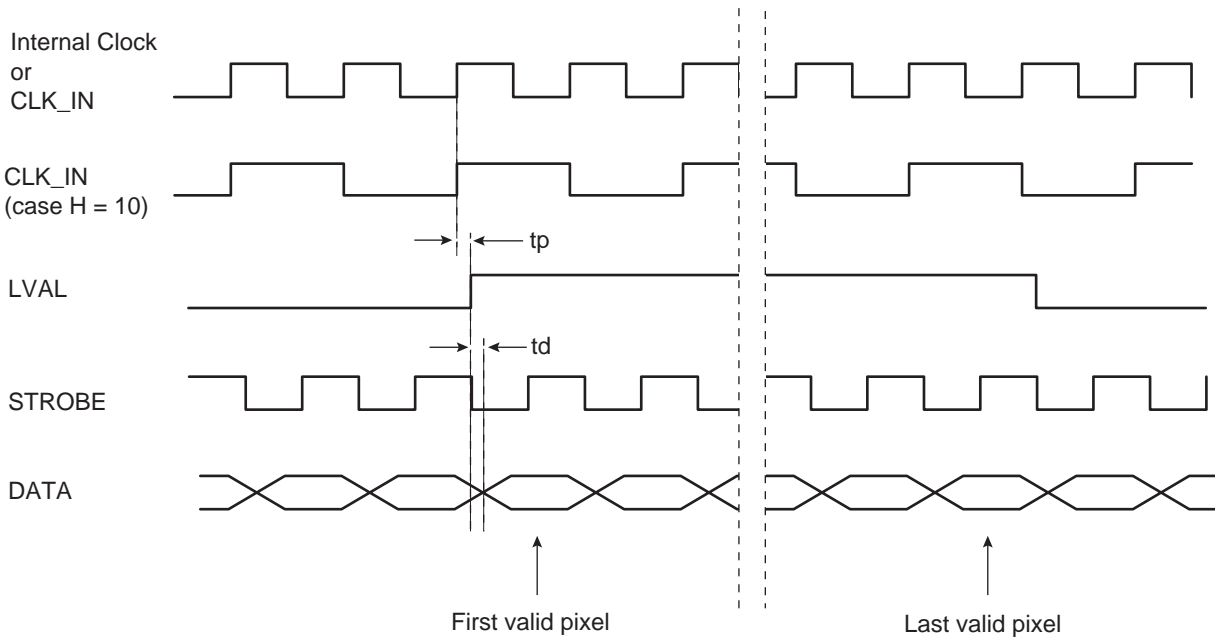 Internal Clock
or
CLK_IN
CLK_IN
(case H = 10)
tp
LVAL
td
STROBE
DATA
First valid pixel
Last valid pixel